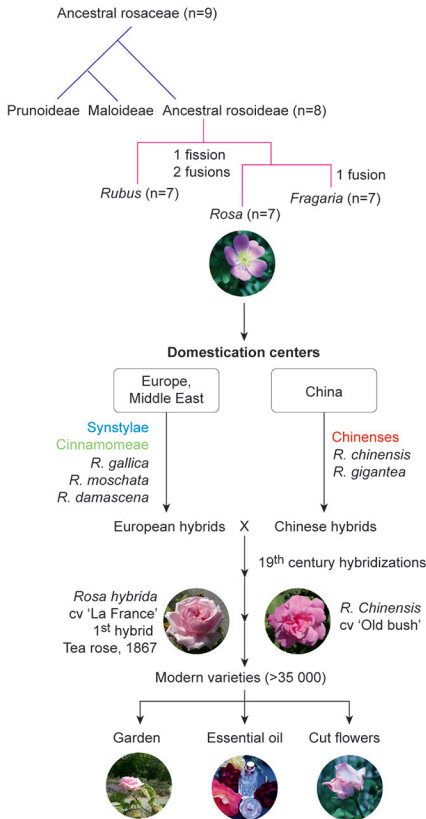 Ancestral rosaceae (n=9)
Prunoideae Maloideae Ancestral rosoideae (n=8)
1 fission
2 fusions
1 fusion
Rubus (n=7)
Fragaria (n=7)
Rosa (n=7)
Domestication centers
Europe,
Middle East
China
Synstylae
Cinnamomeae
R. gallica
R. moschata
R. damascena
Chinenses
R. chinensis
R. gigantea
European hybrids X Chinese hybrids
19th century hybridizations
Rosa hybrida
cv ‘La France’
1st hybrid
Tea rose, 1867
R. Chinensis
cv ‘Old bush’
Modern varieties (>35 000)
Garden Essential oil Cut flowers